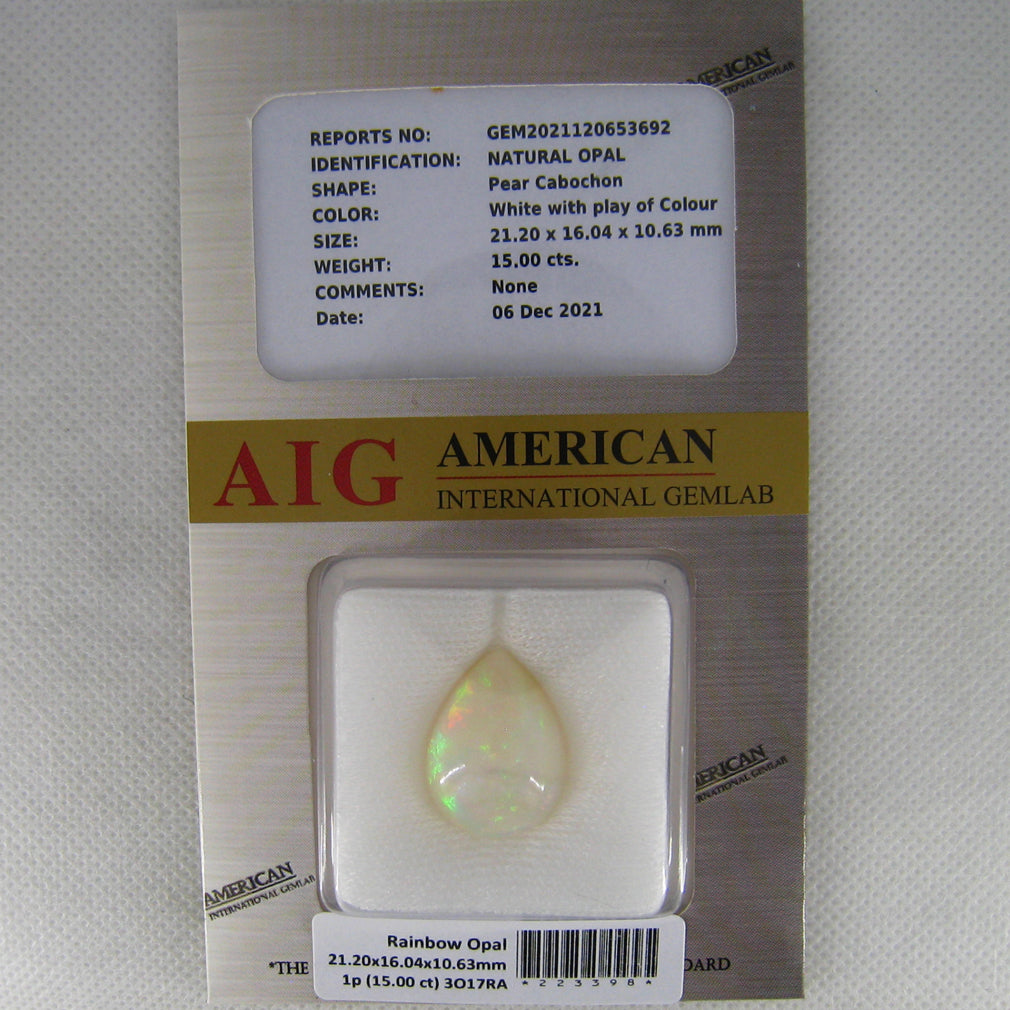 AMERICAN
REPORTS NO: GEM2021120653692
IDENTIFICATION: NATURAL OPAL
SHAPE: Pear Cabochon
COLOR: White with play of Colour
SIZE: 21.20 x 16.04 x 10.63 mm
WEIGHT: 15.00 cts.
COMMENTS: None
Date: 06 Dec 2021
AIG AMERICAN
INTERNATIONAL GEMLAB
AMERICAN
INTERNATIONAL GEMLAB
Rainbow Opal
21.20x16.04x10.63mm
1p (15.00 ct) 3O17RA
*223398*
*THE